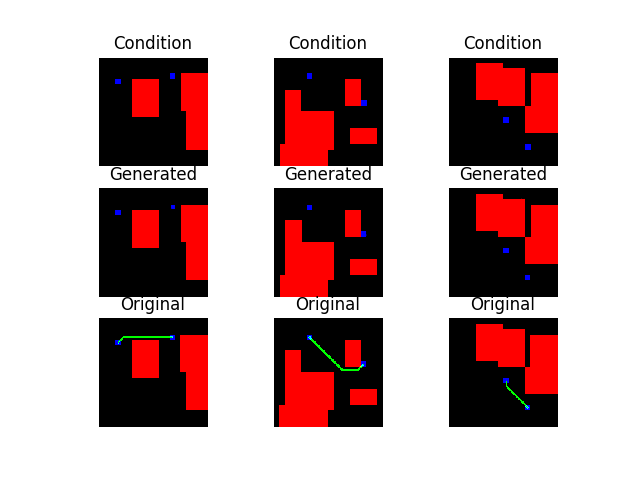 Condition Condition Condition
Generated Generated Generated
Original Original Original